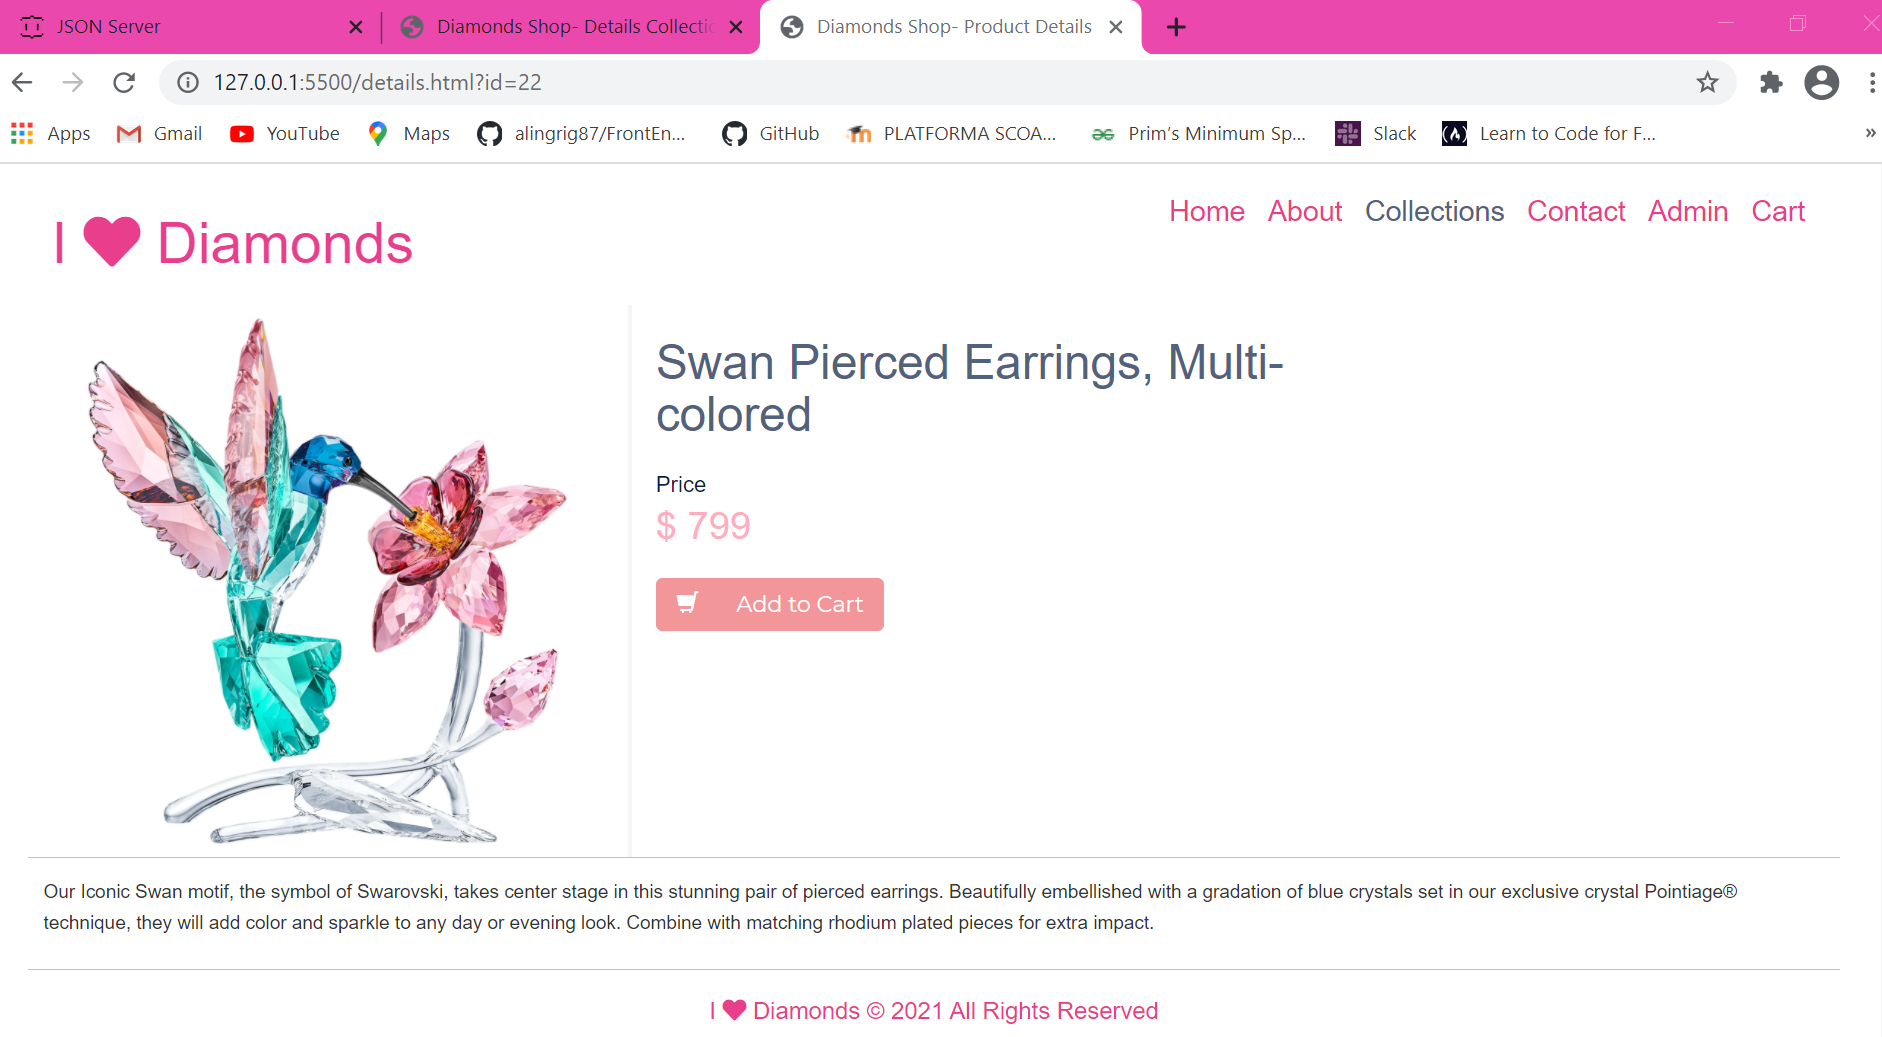 JSON Server
Diamonds Shop- Details Collectio
Diamonds Shop- Product Details
127.0.0.1:5500/details.html?id=22
Apps Gmail YouTube Maps alingrig87/FrontEn... GitHub PLATFORMA SCOA... Prim's Minimum Sp... Slack Learn to Code for F... »
I ♥ Diamonds
Home About Collections Contact Admin Cart
Swan Pierced Earrings, Multi-
colored
Price
$ 799
Add to Cart
Our Iconic Swan motif, the symbol of Swarovski, takes center stage in this stunning pair of pierced earrings. Beautifully embellished with a gradation of blue crystals set in our exclusive crystal Pointiage®
technique, they will add color and sparkle to any day or evening look. Combine with matching rhodium plated pieces for extra impact.
I ♥ Diamonds © 2021 All Rights Reserved